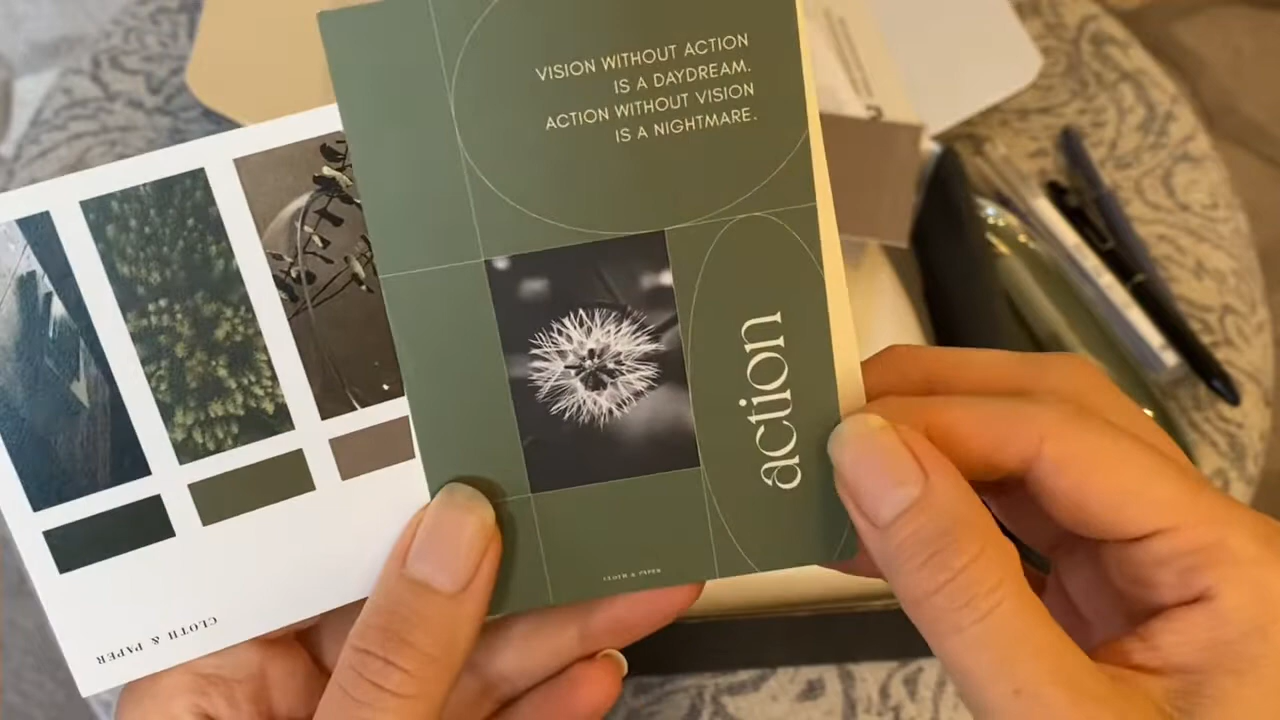 VISION WITHOUT ACTION
IS A DAYDREAM.
ACTION WITHOUT VISION
IS A NIGHTMARE.
action
CLOTH & PAPER
CLOTH & PAPER